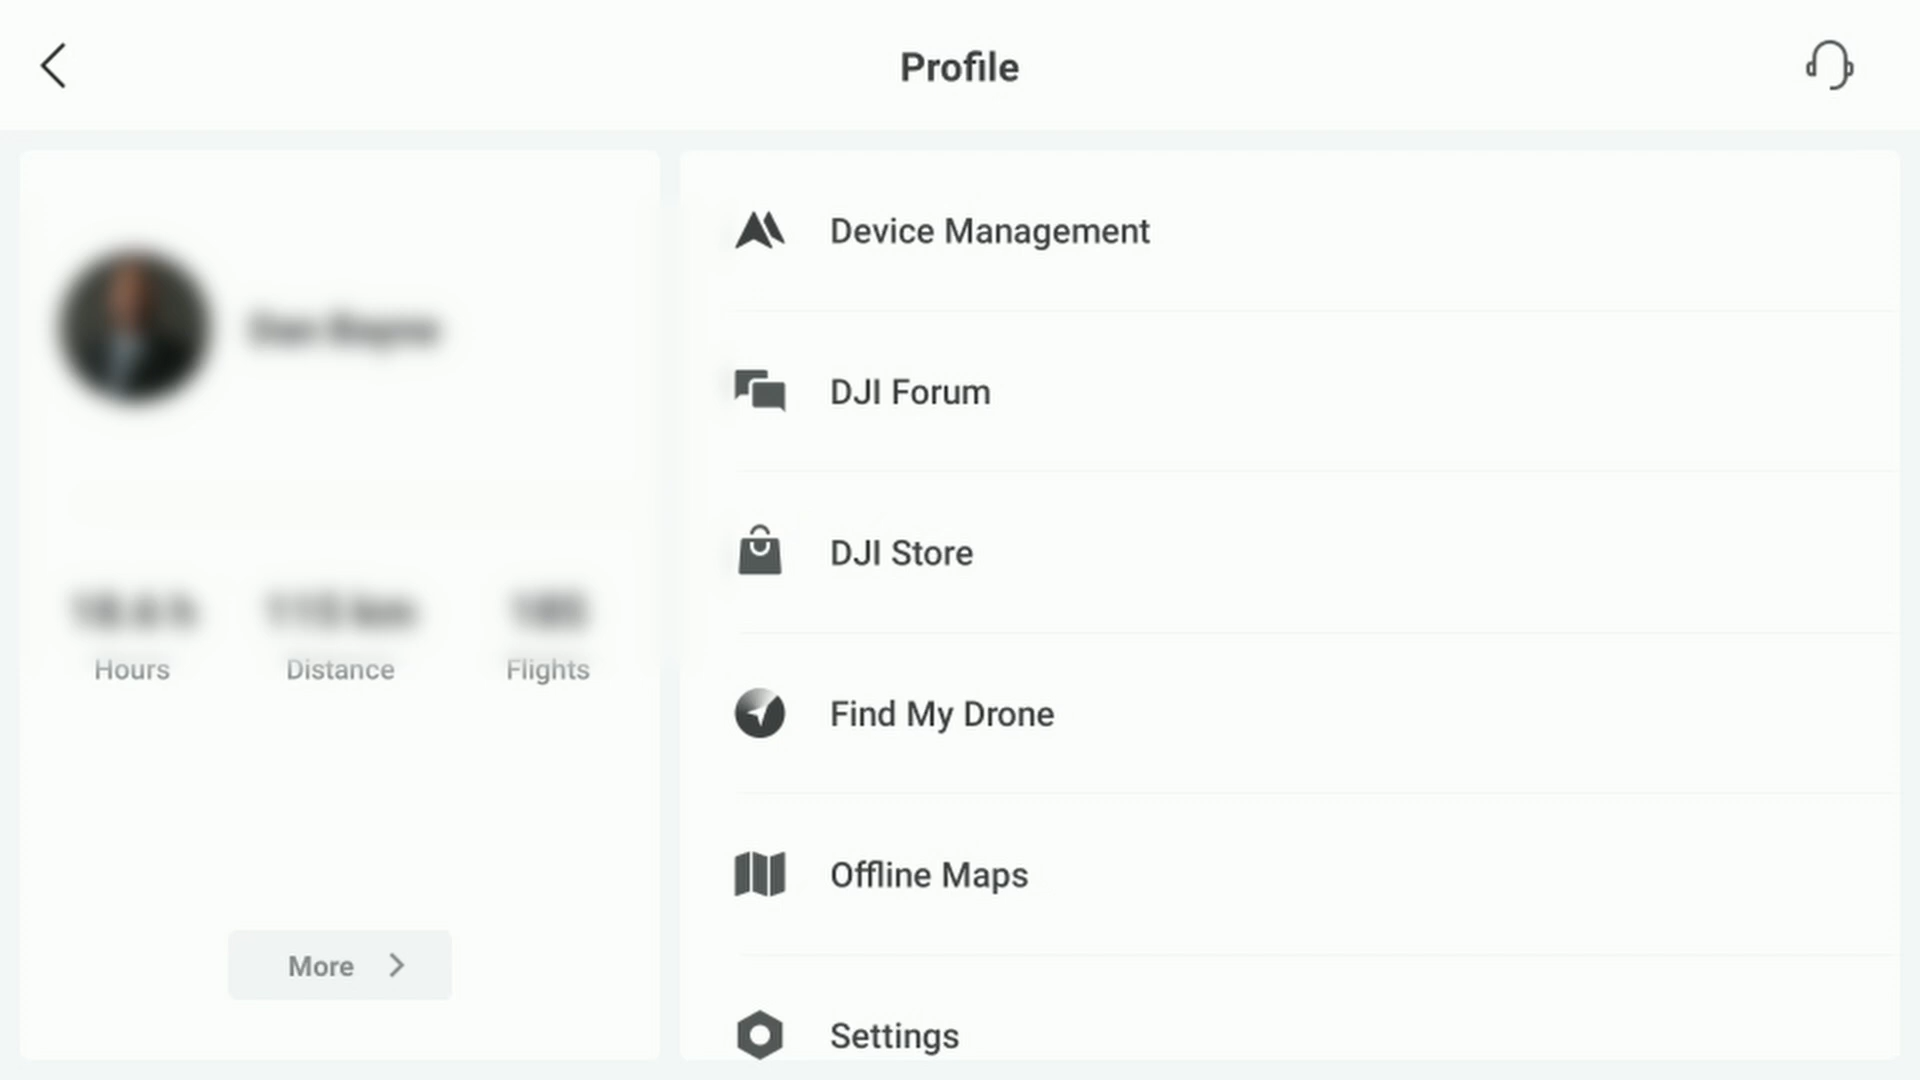 Profile
Device Management
DJI Forum
DJI Store
Hours Distance Flights
Find My Drone
Offline Maps
More
Settings